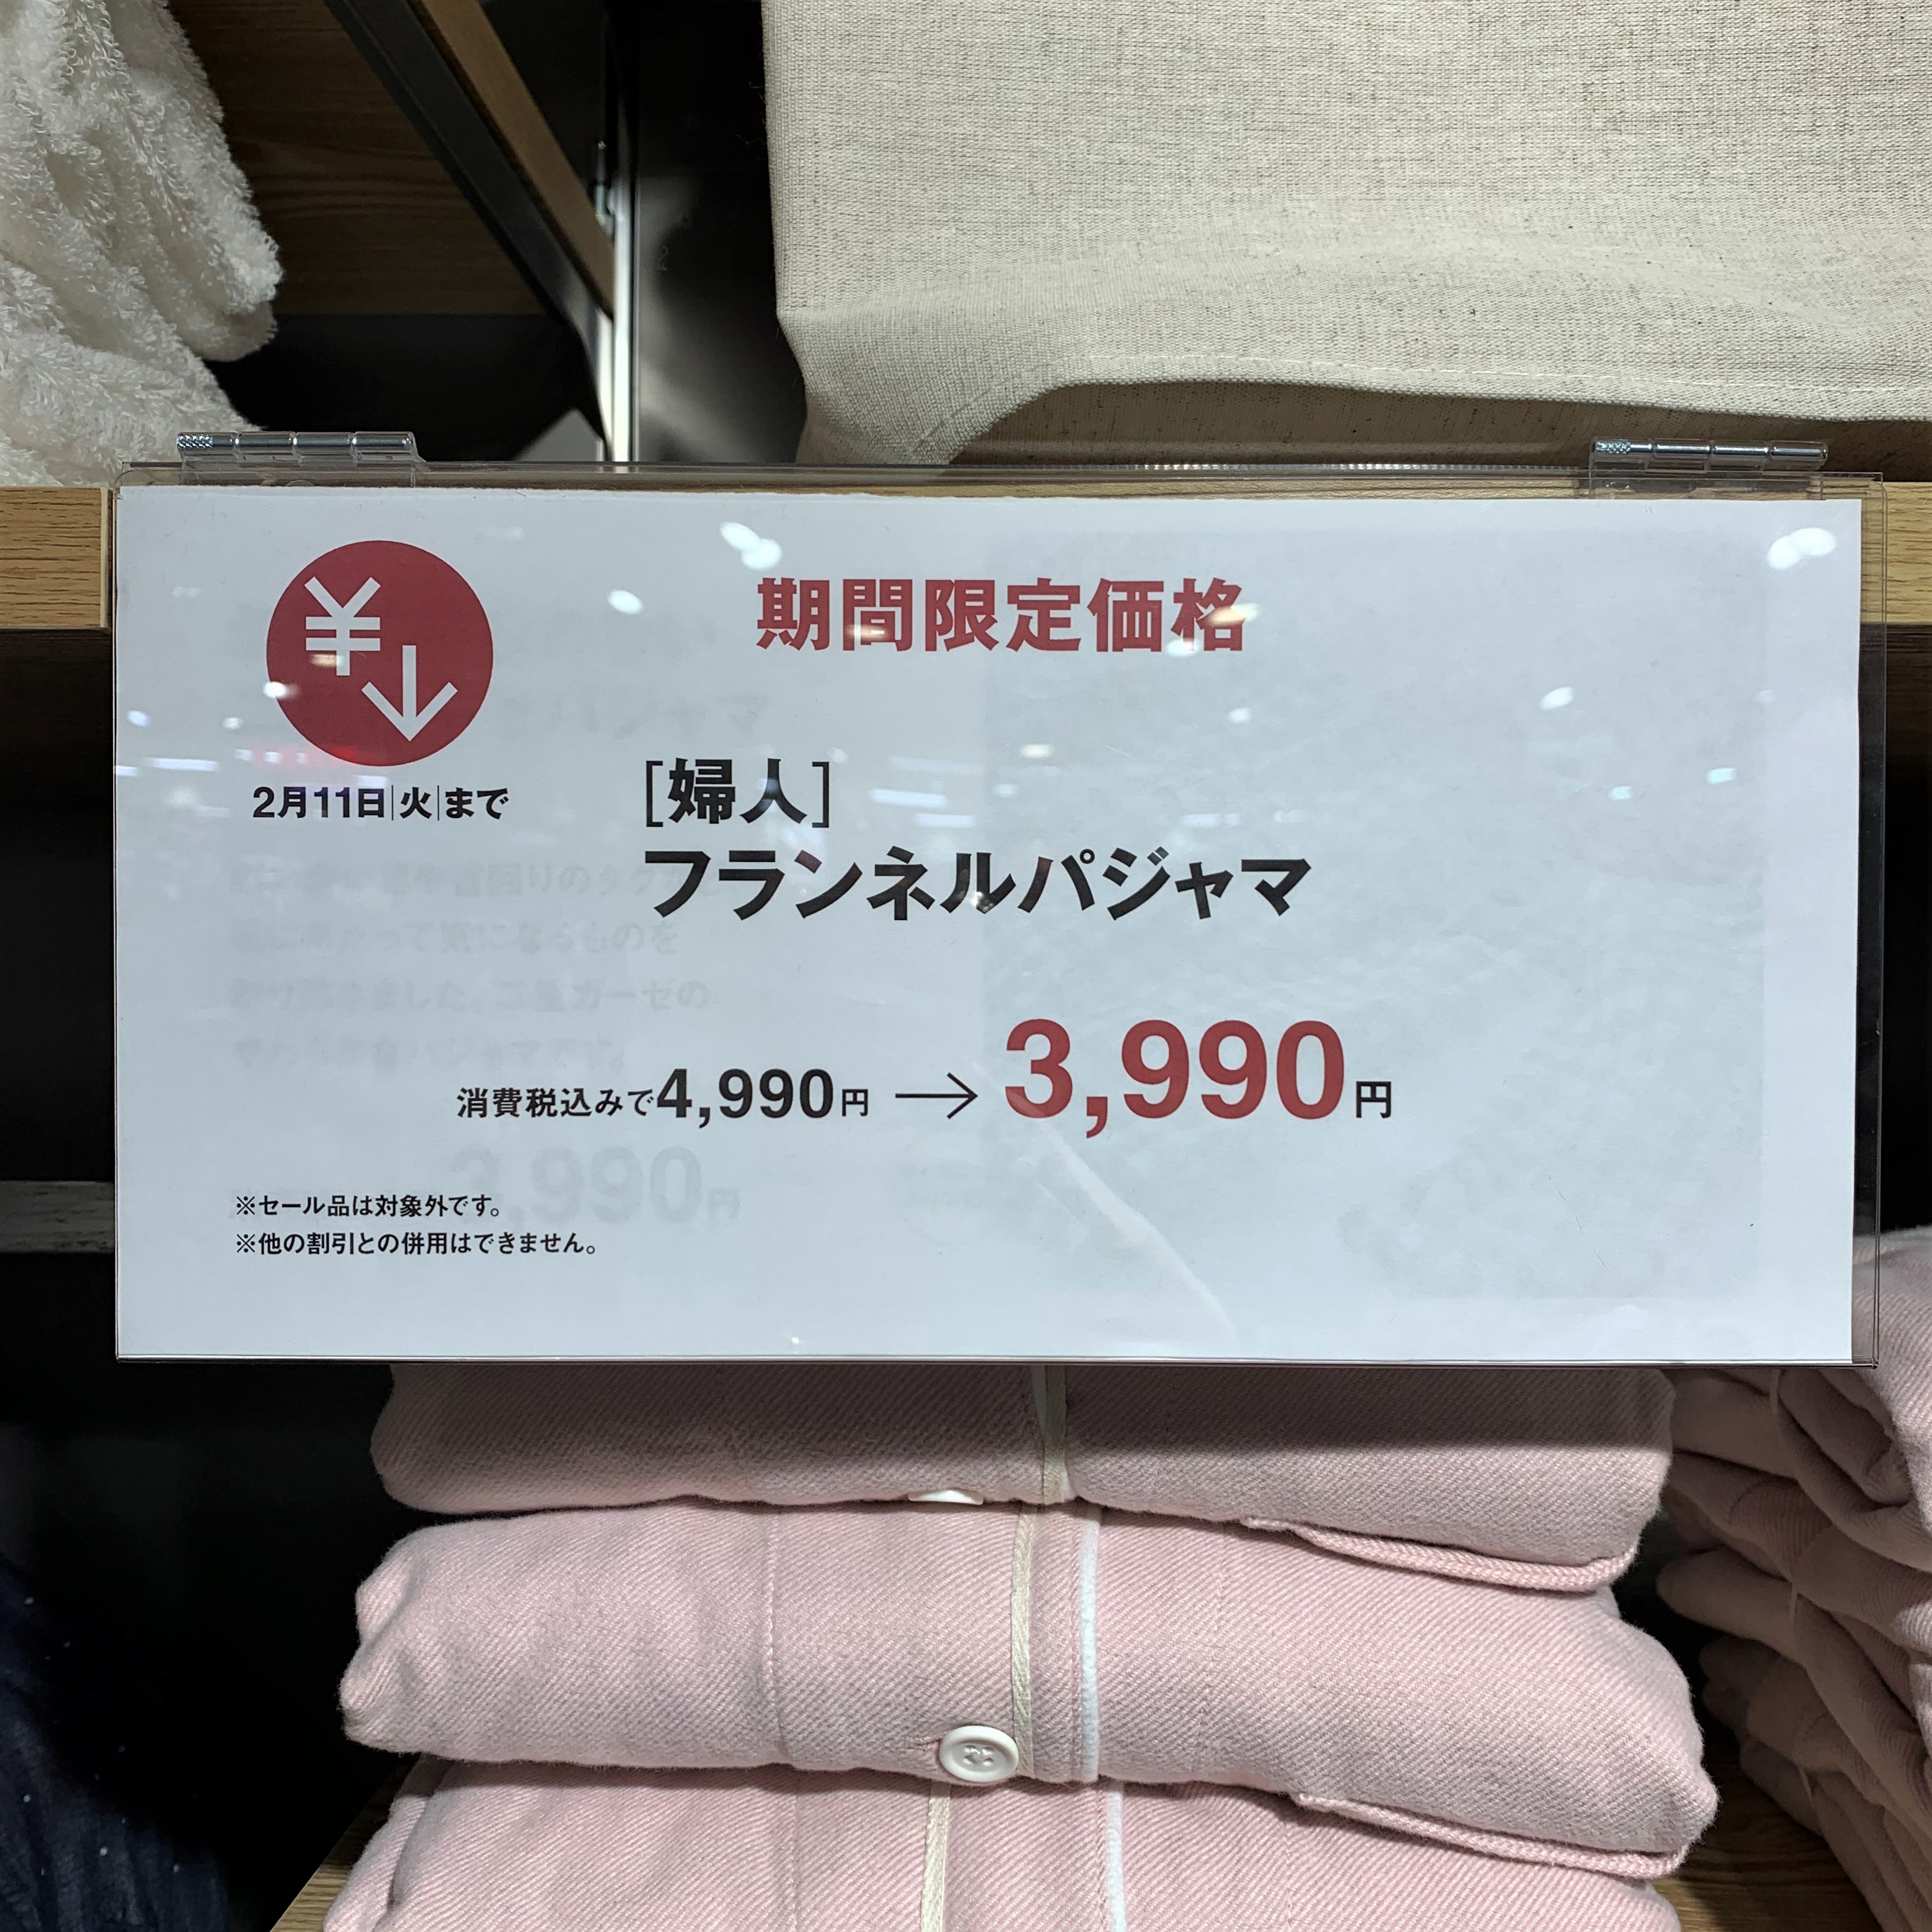 ¥↓
期間限定価格
2月11日|火|まで
[婦人]
フランネルパジャマ
消費税込みで4,990円 → 3,990円
※セール品は対象外です。
※他の割引との併用はできません。